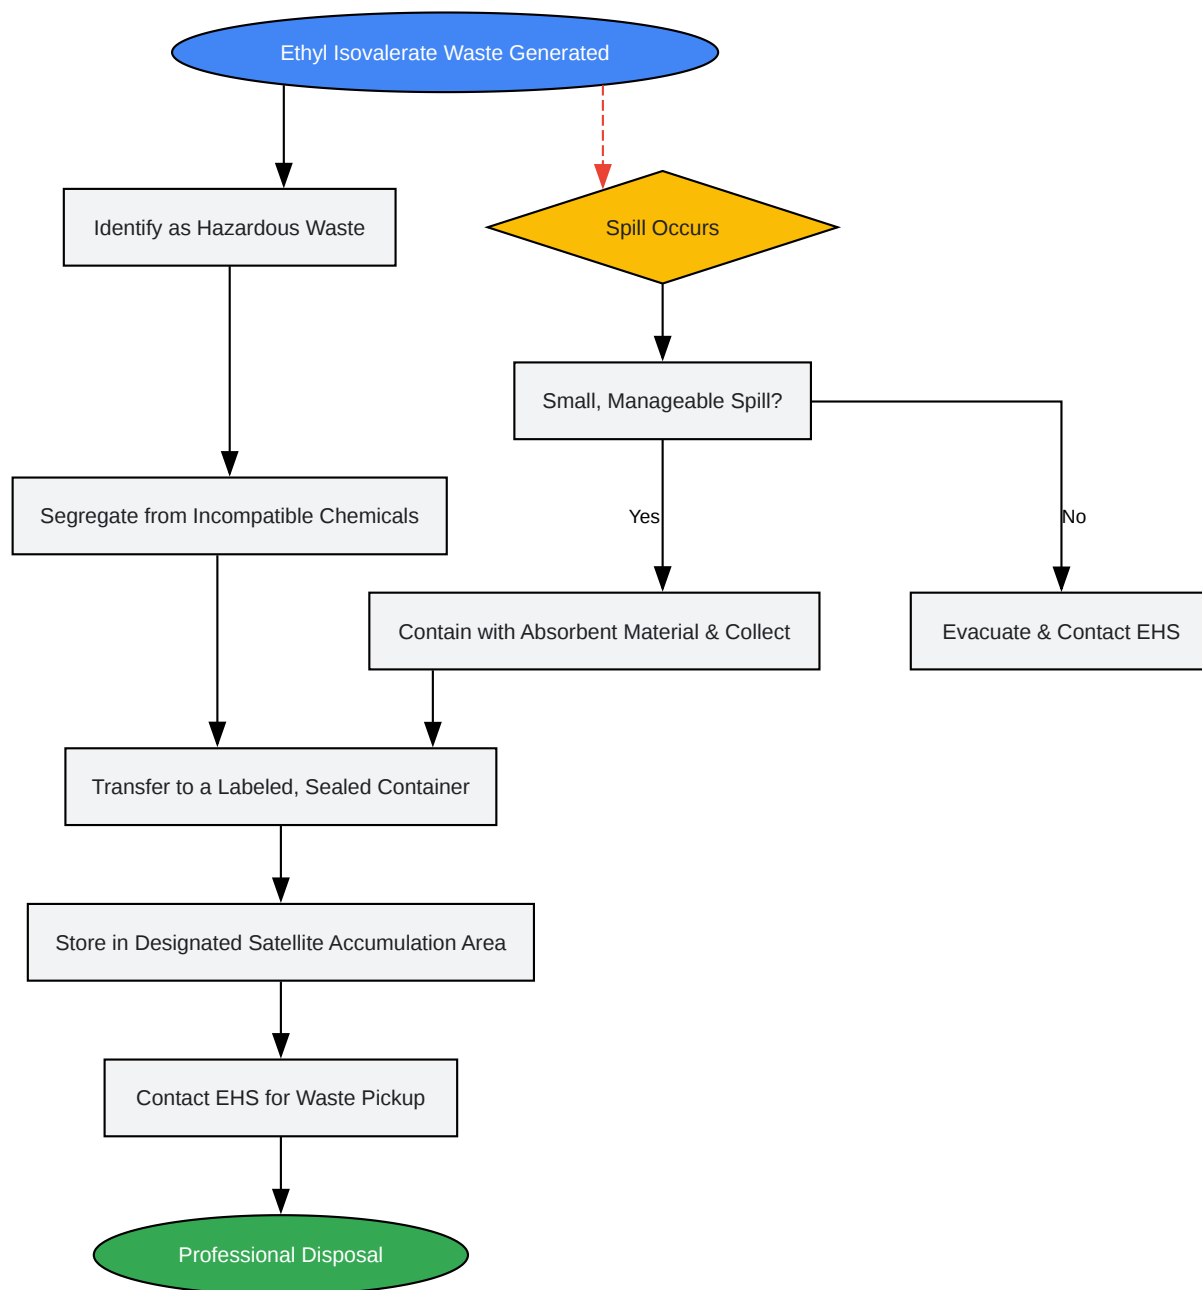 Ethyl Isovalerate Waste Generated
Identify as Hazardous Waste
Spill Occurs
Small, Manageable Spill?
Segregate from Incompatible Chemicals
Yes
No
Contain with Absorbent Material & Collect
Evacuate & Contact EHS
Transfer to a Labeled, Sealed Container
Store in Designated Satellite Accumulation Area
Contact EHS for Waste Pickup
Professional Disposal